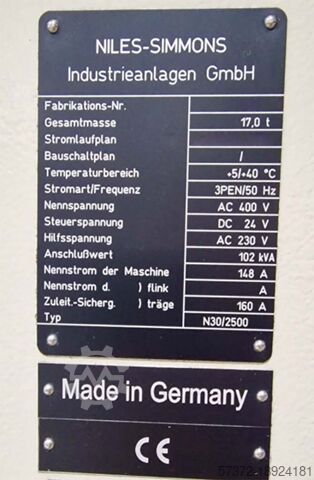 NILES-SIMMONS
Industrieanlagen GmbH
Fabrikations-Nr.
Gesamtmasse 17,0 t
Stromlaufplan
Bauschaltplan /
Temperaturbereich +5/+40 °C
Stromart/Frequenz 3PEN/50 Hz
Nennspannung AC 400 V
Steuerspannung DC 24 V
Hilfsspannung AC 230 V
Anschlußwert 102 kVA
Nennstrom der Maschine 148 A
Nennstrom d. ) flink A
Zuleit.-Sicherg. ) träge 160 A
Typ N30/2500
Made in Germany
CE
57372-18924181